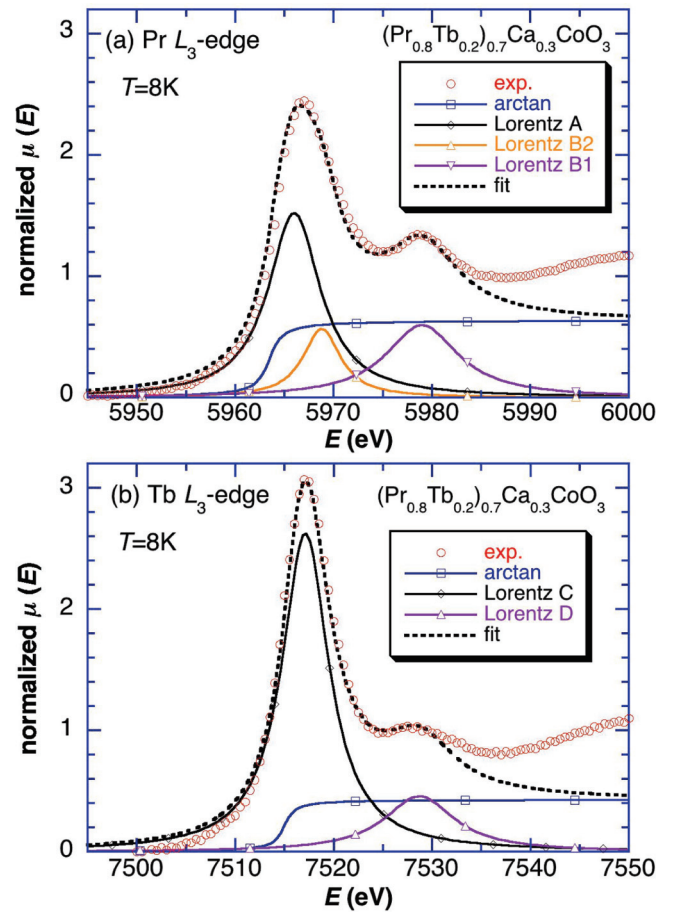 (a) Pr L₃-edge
(Pr₀.₈Tb₀.₂)₀.₇Ca₀.₃CoO₃
T=8K
exp.
arctan
Lorentz A
Lorentz B2
Lorentz B1
fit
normalized μ (E)
3
2
1
0
5950 5960 5970 5980 5990 6000
E (eV)
(b) Tb L₃-edge
(Pr₀.₈Tb₀.₂)₀.₇Ca₀.₃CoO₃
T=8K
exp.
arctan
Lorentz C
Lorentz D
fit
normalized μ (E)
3
2
1
0
7500 7510 7520 7530 7540 7550
E (eV)